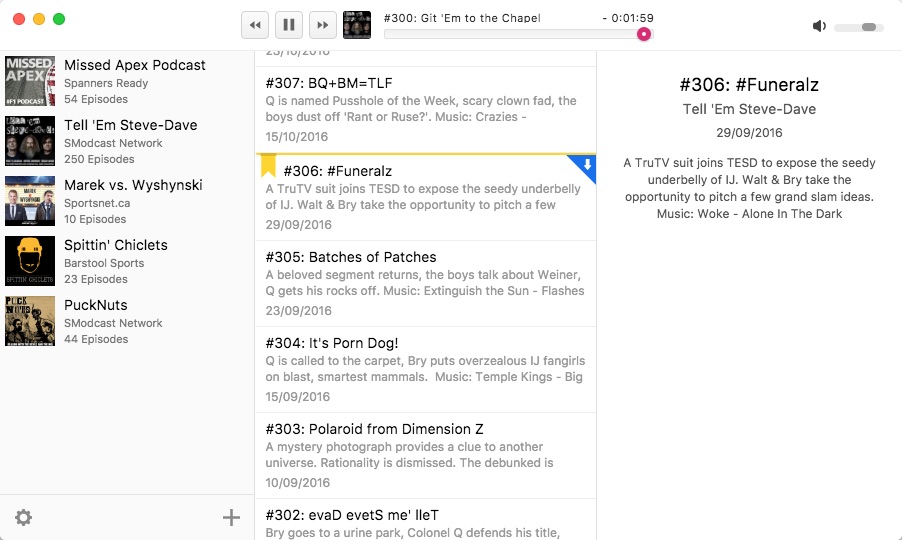 #300: Git 'Em to the Chapel
- 0:01:59
MISSED
APEX
#F1 PODCAST
Missed Apex Podcast
Spanners Ready
54 Episodes
Tell 'Em Steve-Dave
SModcast Network
250 Episodes
Marek vs. Wyshynski
Sportsnet.ca
10 Episodes
SPITTIN' CHICLETS
Spittin' Chiclets
Barstool Sports
23 Episodes
PUCK
NUTS
PuckNuts
SModcast Network
44 Episodes
23/10/2016
#307: BQ+BM=TLF
Q is named Pusshole of the Week, scary clown fad, the
boys dust off 'Rant or Ruse?'. Music: Crazies -
15/10/2016
#306: #Funeralz
A TruTV suit joins TESD to expose the seedy underbelly
of IJ. Walt & Bry take the opportunity to pitch a few
29/09/2016
#305: Batches of Patches
A beloved segment returns, the boys talk about Weiner,
Q gets his rocks off. Music: Extinguish the Sun - Flashes
23/09/2016
#304: It's Porn Dog!
Q is called to the carpet, Bry puts overzealous IJ fangirls
on blast, smartest mammals.  Music: Temple Kings - Big
15/09/2016
#303: Polaroid from Dimension Z
A mystery photograph provides a clue to another
universe. Rationality is dismissed. The debunked is
10/09/2016
#302: evaD evetS me' lleT
Bry goes to a urine park, Colonel Q defends his title,
#306: #Funeralz
Tell 'Em Steve-Dave
29/09/2016
A TruTV suit joins TESD to expose the seedy
underbelly of IJ. Walt & Bry take the
opportunity to pitch a few grand slam ideas.
Music: Woke - Alone In The Dark